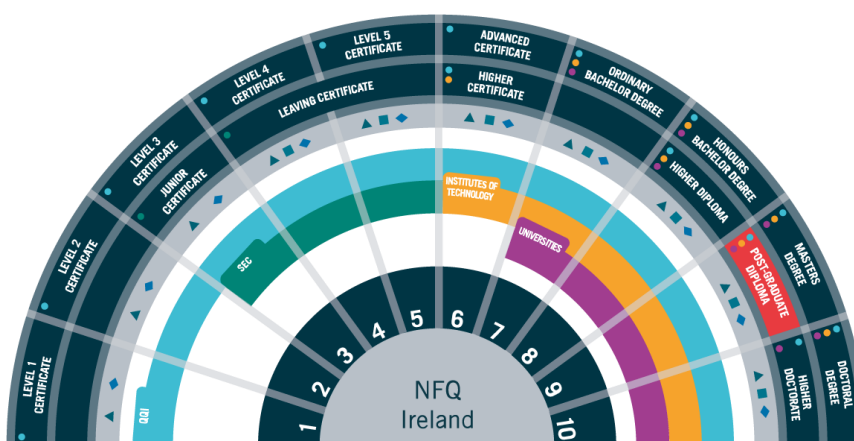 LEVEL 1
CERTIFICATE
LEVEL 2
CERTIFICATE
LEVEL 3
CERTIFICATE
LEVEL 4
CERTIFICATE
LEVEL 5
CERTIFICATE
ADVANCED
CERTIFICATE
ORDINARY
BACHELOR DEGREE
HONOURS
BACHELOR DEGREE
MASTERS
DEGREE
DOCTORAL
DEGREE
JUNIOR
CERTIFICATE
LEAVING CERTIFICATE
HIGHER
CERTIFICATE
HIGHER DIPLOMA
POST-GRADUATE
DIPLOMA
HIGHER
DOCTORATE
QQI
SEC
INSTITUTES OF
TECHNOLOGY
UNIVERSITIES
1
2
3
4
5
6
7
8
9
10
NFQ
Ireland